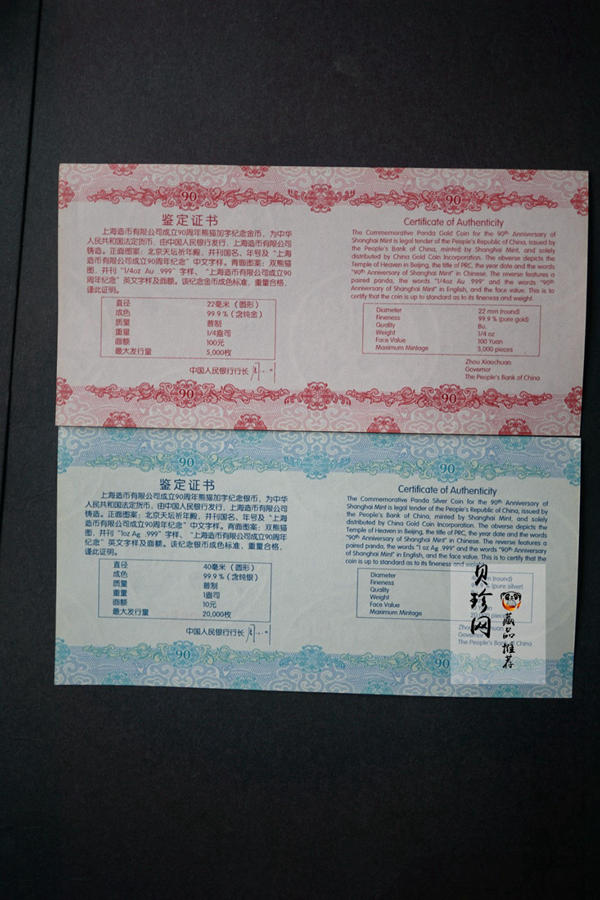 90
90
鉴定证书
上海造币有限公司成立90周年熊猫加字纪念金币，为中华
人民共和国法定货币，由中国人民银行发行，上海造币有限公司
铸造。正面图案：北京天坛祈年殿，并刊国名、年号及“上海
造币有限公司成立90周年纪念”中文字样。背面图案：双熊猫
图，并刊“1/4oz Au .999”字样、“上海造币有限公司成立90
周年纪念”英文字样及面额。该纪念金币成色标准，重量合格，
谨此证明。
直径 22毫米（圆形）
成色 99.9%（含纯金）
质量 普制
重量 1/4盎司
面额 100元
最大发行量 5,000枚
中国人民银行行长
Certificate of Authenticity
The Commemorative Panda Gold Coin for the 90th Anniversary of
Shanghai Mint is legal tender of the People's Republic of China, issued by
the People's Bank of China, minted by Shanghai Mint, and solely
distributed by China Gold Coin Incorporation. The obverse depicts the
Temple of Heaven in Beijing, the title of PRC, the year date and the words
"90th Anniversary of Shanghai Mint" in Chinese. The reverse features a
paired panda, the words "1/4oz Au .999" and the words "90th
Anniversary of Shanghai Mint" in English, and the face value. This is to
certify that the coin is up to standard as to its fineness and weight.
Diameter 22 mm (round)
Fineness 99.9 % (pure gold)
Quality Bu.
Weight 1/4 oz
Face Value 100 Yuan
Maximum Mintage 5,000 pieces
Zhou Xiaochuan
Governor
The People's Bank of China
90
90
90
90
鉴定证书
上海造币有限公司成立90周年熊猫加字纪念银币，为中华
人民共和国法定货币，由中国人民银行发行，上海造币有限公司
铸造。正面图案：北京天坛祈年殿，并刊国名、年号及“上海
造币有限公司成立90周年纪念”中文字样。背面图案：双熊猫
图，并刊“1oz Ag .999”字样、“上海造币有限公司成立90周年
纪念”英文字样及面额。该纪念银币成色标准，重量合格，
谨此证明。
直径 40毫米（圆形）
成色 99.9%（含纯银）
质量 普制
重量 1盎司
面额 10元
最大发行量 20,000枚
中国人民银行行长
Certificate of Authenticity
The Commemorative Panda Silver Coin for the 90th Anniversary of
Shanghai Mint is legal tender of the People's Republic of China, issued by
the People's Bank of China, minted by Shanghai Mint, and solely
distributed by China Gold Coin Incorporation. The obverse depicts the
Temple of Heaven in Beijing, the title of PRC, the year date and the words
"90th Anniversary of Shanghai Mint" in Chinese. The reverse features a
paired panda, the words "1 oz Ag .999" and the words "90th Anniversary
of Shanghai Mint" in English, and the face value. This is to certify that the
coin is up to standard as to its fineness and weight.
Diameter (round)
Fineness (pure silver)
Quality
Weight
Face Value
Maximum Mintage pieces
Governor
The People's Bank of China
90
90
贝珍网
藏品推荐